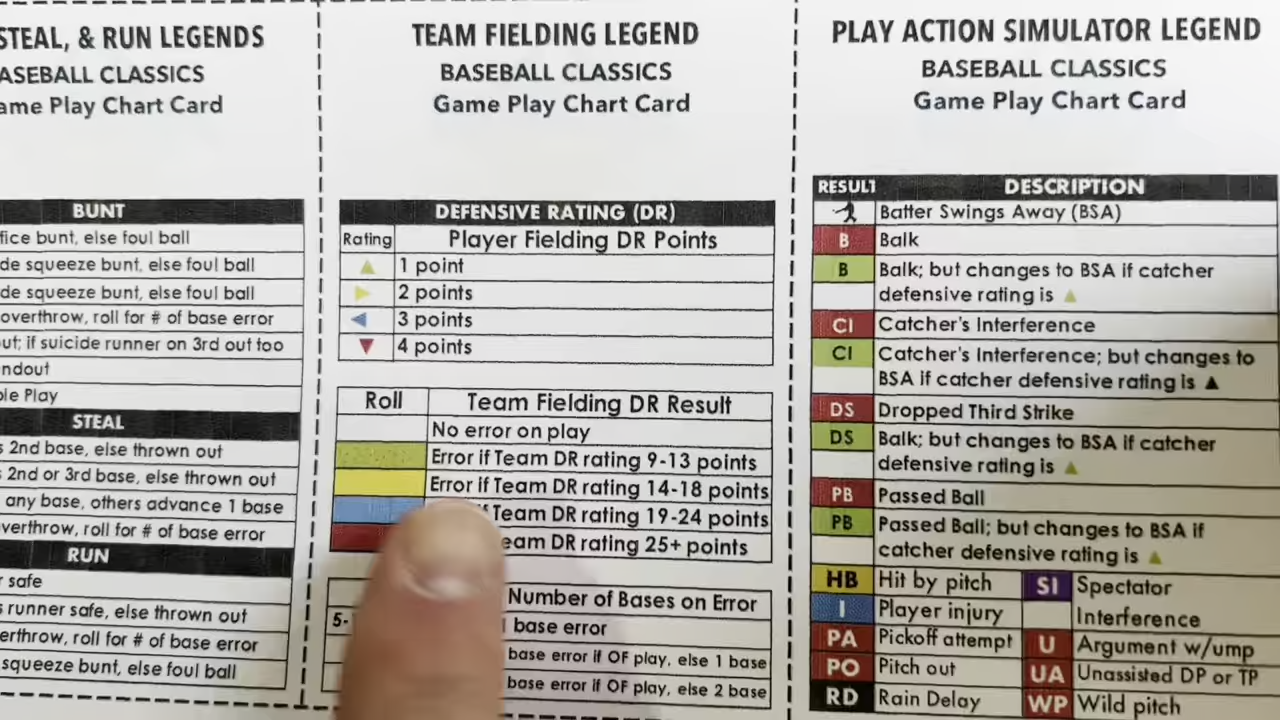 STEAL, & RUN LEGENDS
BASEBALL CLASSICS
Game Play Chart Card
BUNT
else foul ball
squeeze bunt, else foul ball
squeeze bunt, else foul ball
overthrow, roll for # of base error
if suicide runner on 3rd out too
Play
STEAL
2nd base, else thrown out
2nd or 3rd base, else thrown out
any base, others advance 1 base
overthrow, roll for # of base error
RUN
safe
runner safe, else thrown out
roll for # of base error
squeeze bunt, else foul ball
TEAM FIELDING LEGEND
BASEBALL CLASSICS
Game Play Chart Card
DEFENSIVE RATING (DR)
Rating Player Fielding DR Points
1 point
2 points
3 points
4 points
Roll Team Fielding DR Result
No error on play
Error if Team DR rating 9-13 points
Error if Team DR rating 14-18 points
Team DR rating 19-24 points
Team DR rating 25+ points
Number of Bases on Error
base error
base error if OF play, else 1 base
base error if OF play, else 2 base
PLAY ACTION SIMULATOR LEGEND
BASEBALL CLASSICS
Game Play Chart Card
RESULT DESCRIPTION
Batter Swings Away (BSA)
B Balk
B Balk; but changes to BSA if catcher
defensive rating is
CI Catcher's Interference
CI Catcher's Interference; but changes to
BSA if catcher defensive rating is
DS Dropped Third Strike
DS Balk; but changes to BSA if catcher
defensive rating is
PB Passed Ball
PB Passed Ball; but changes to BSA if
catcher defensive rating is
HB Hit by pitch SI Spectator
I Player injury Interference
PA Pickoff attempt U Argument w/ump
PO Pitch out UA Unassisted DP or TP
RD Rain Delay WP Wild pitch